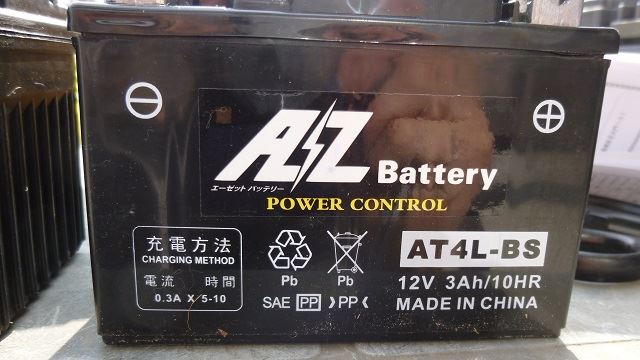 AZ Battery
エーゼット バッテリー
POWER CONTROL
充電方法
CHARGING METHOD
電流 時間
0.3A X 5-10
Pb Pb
SAE PP >PP<
AT4L-BS
12V 3Ah/10HR
MADE IN CHINA